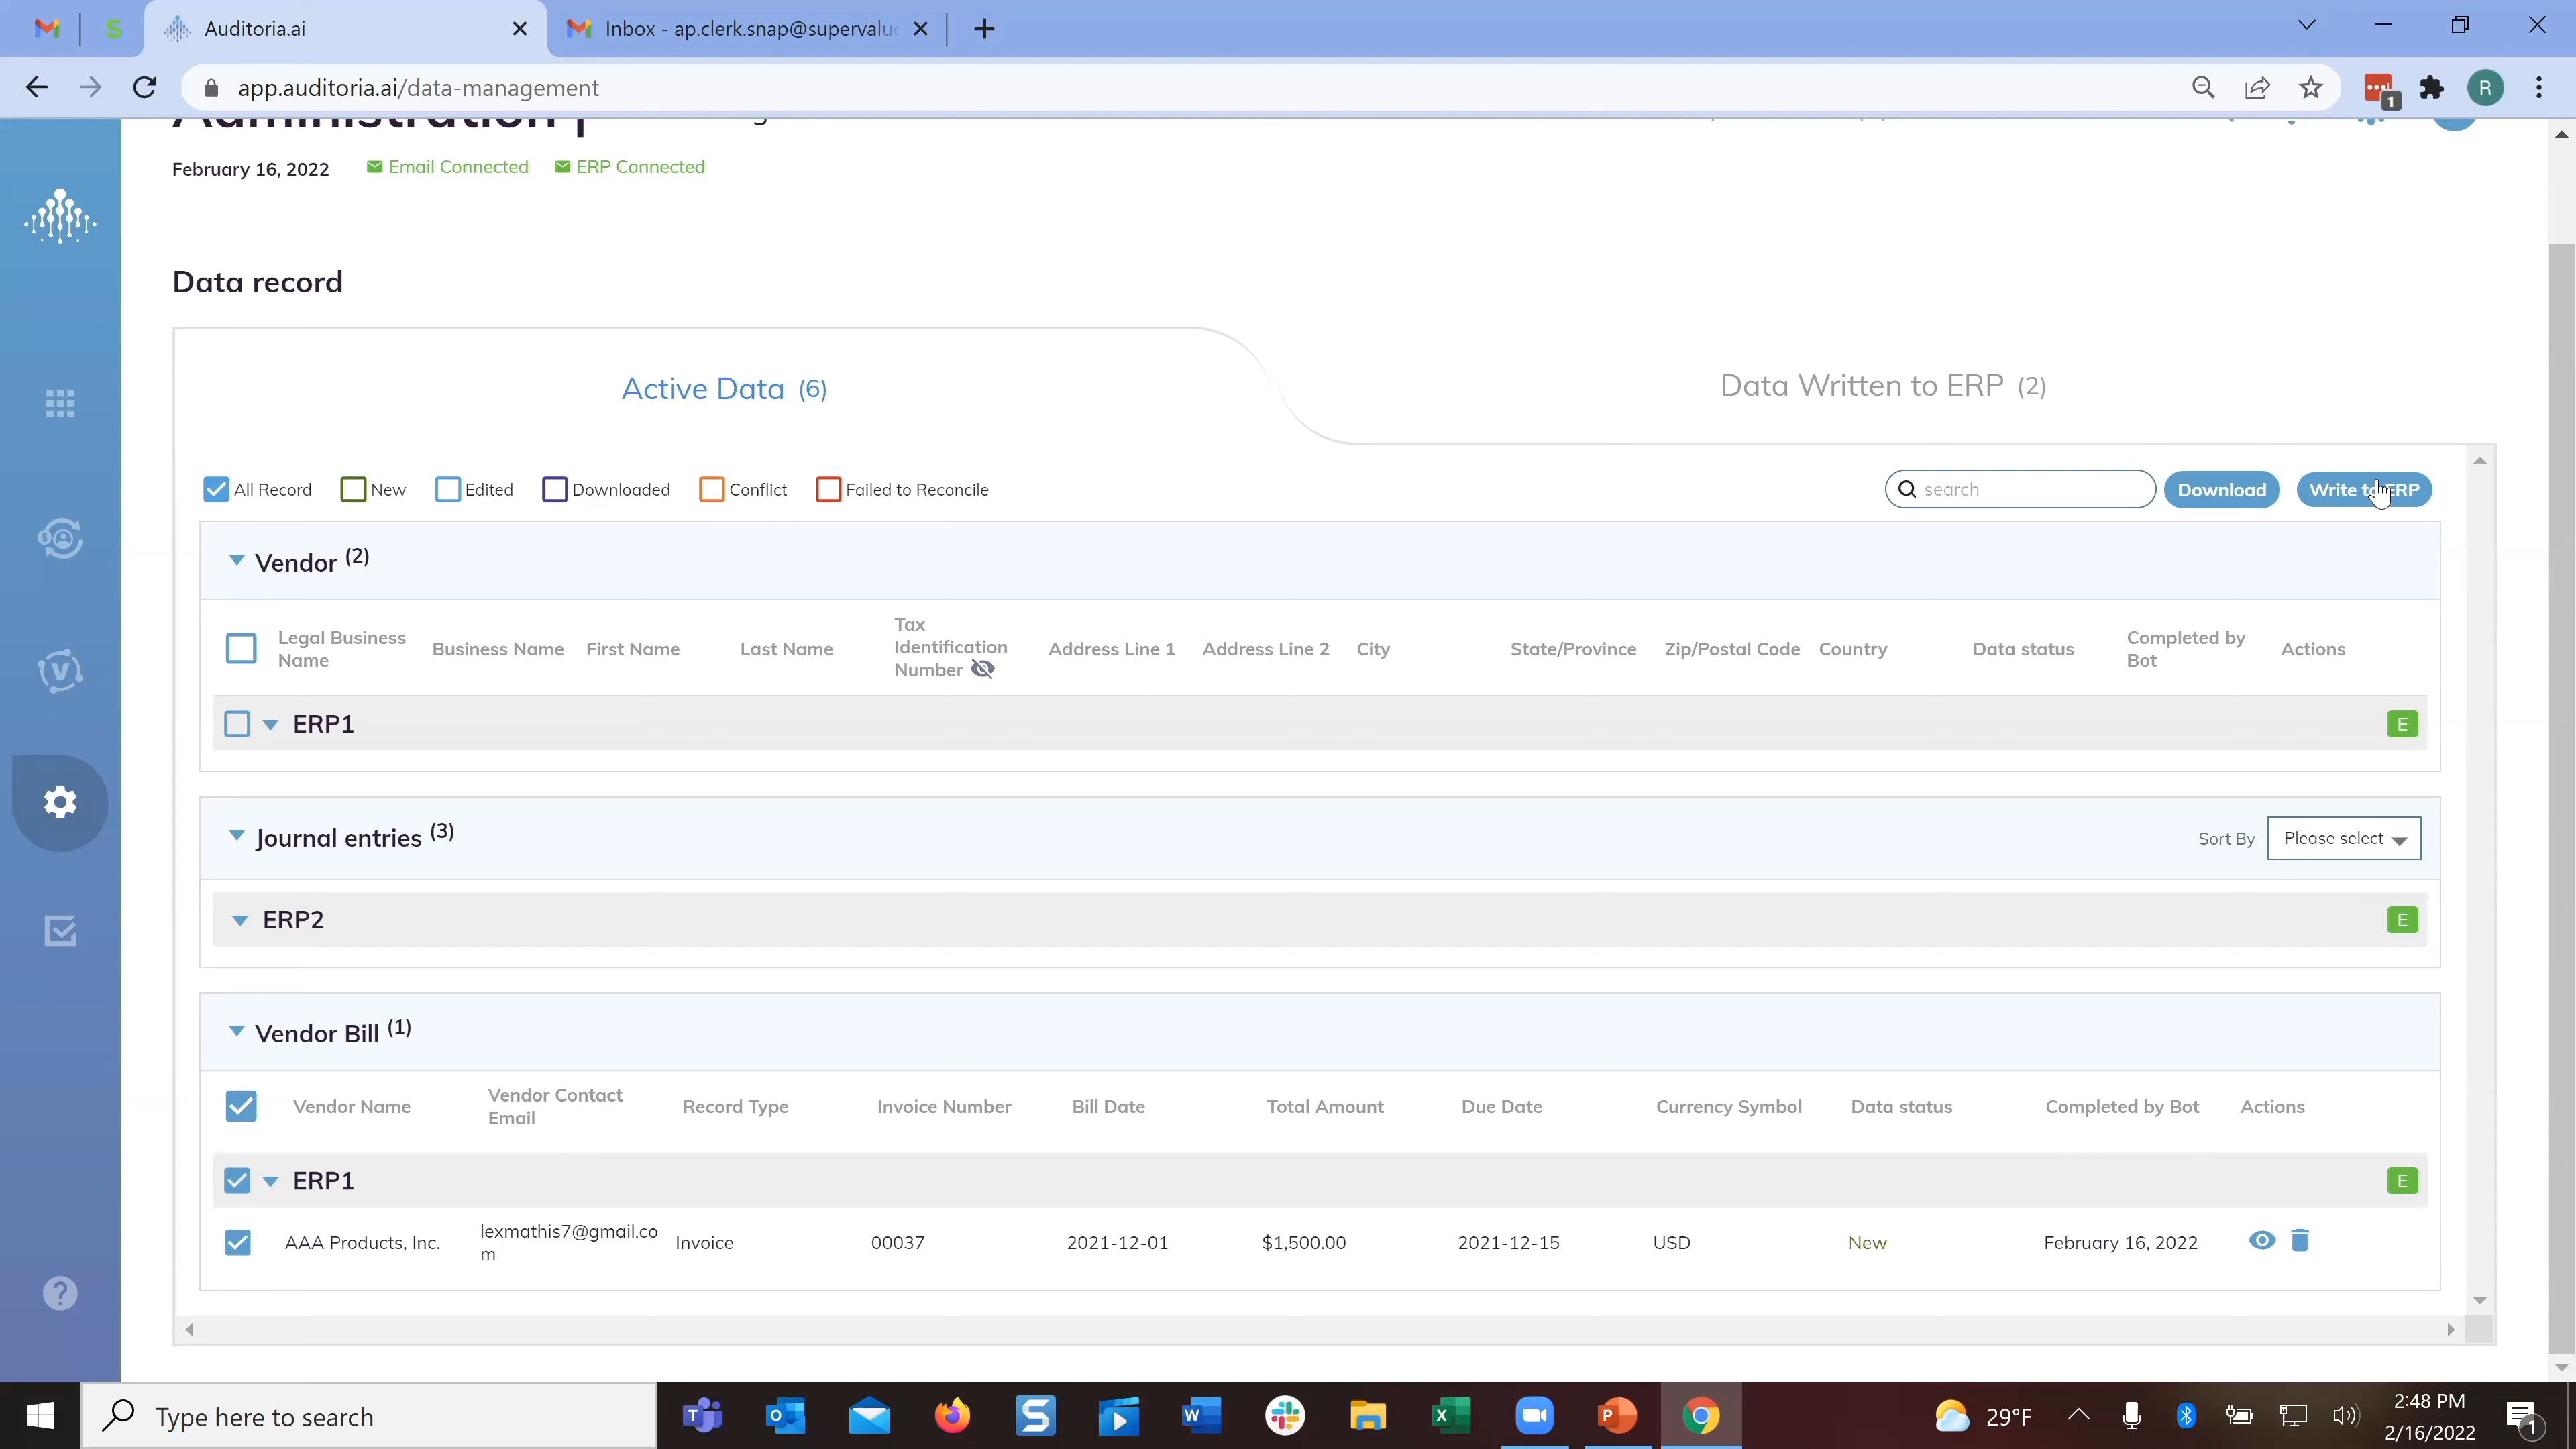 Auditoria.ai
Inbox - ap.clerk.snap@supervalue
app.auditoria.ai/data-management
1
R
Administration |
February 16, 2022
Email Connected
ERP Connected
Data record
Active Data (6)
Data Written to ERP (2)
All Record
New
Edited
Downloaded
Conflict
Failed to Reconcile
search
Download
Write to ERP
Vendor (2)
Legal Business Name
Business Name
First Name
Last Name
Tax Identification Number
Address Line 1
Address Line 2
City
State/Province
Zip/Postal Code
Country
Data status
Completed by Bot
Actions
ERP1
E
Journal entries (3)
Sort By
Please select
ERP2
E
Vendor Bill (1)
Vendor Name
Vendor Contact Email
Record Type
Invoice Number
Bill Date
Total Amount
Due Date
Currency Symbol
Data status
Completed by Bot
Actions
ERP1
E
AAA Products, Inc.
lexmathis7@gmail.co
m
Invoice
00037
2021-12-01
$1,500.00
2021-12-15
USD
New
February 16, 2022
Type here to search
29°F
2:48 PM
2/16/2022
1